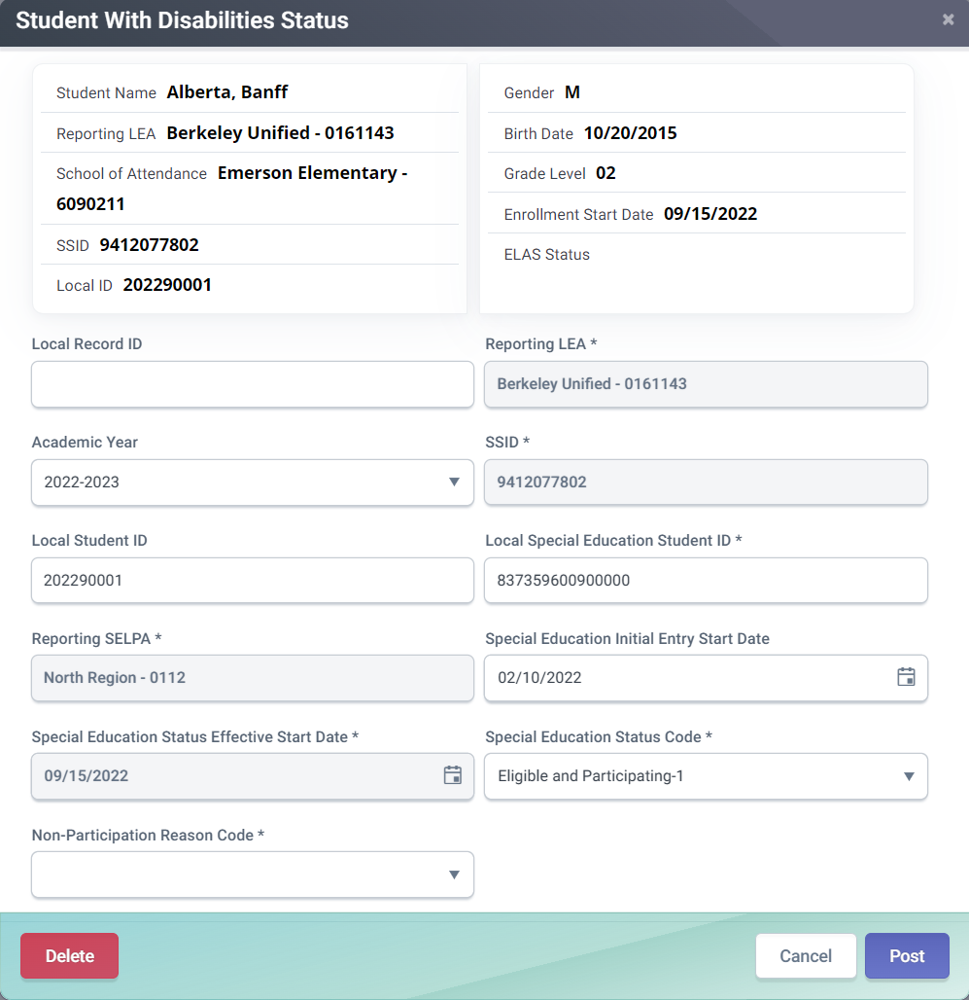 Student With Disabilities Status
Student Name Alberta, Banff
Reporting LEA Berkeley Unified - 0161143
School of Attendance Emerson Elementary -
6090211
SSID 9412077802
Local ID 202290001
Gender M
Birth Date 10/20/2015
Grade Level 02
Enrollment Start Date 09/15/2022
ELAS Status
Local Record ID
Reporting LEA *
Berkeley Unified - 0161143
Academic Year
2022-2023
SSID *
9412077802
Local Student ID
202290001
Local Special Education Student ID *
837359600900000
Reporting SELPA *
North Region - 0112
Special Education Initial Entry Start Date
02/10/2022
Special Education Status Effective Start Date *
09/15/2022
Special Education Status Code *
Eligible and Participating-1
Non-Participation Reason Code *
Delete
Cancel
Post